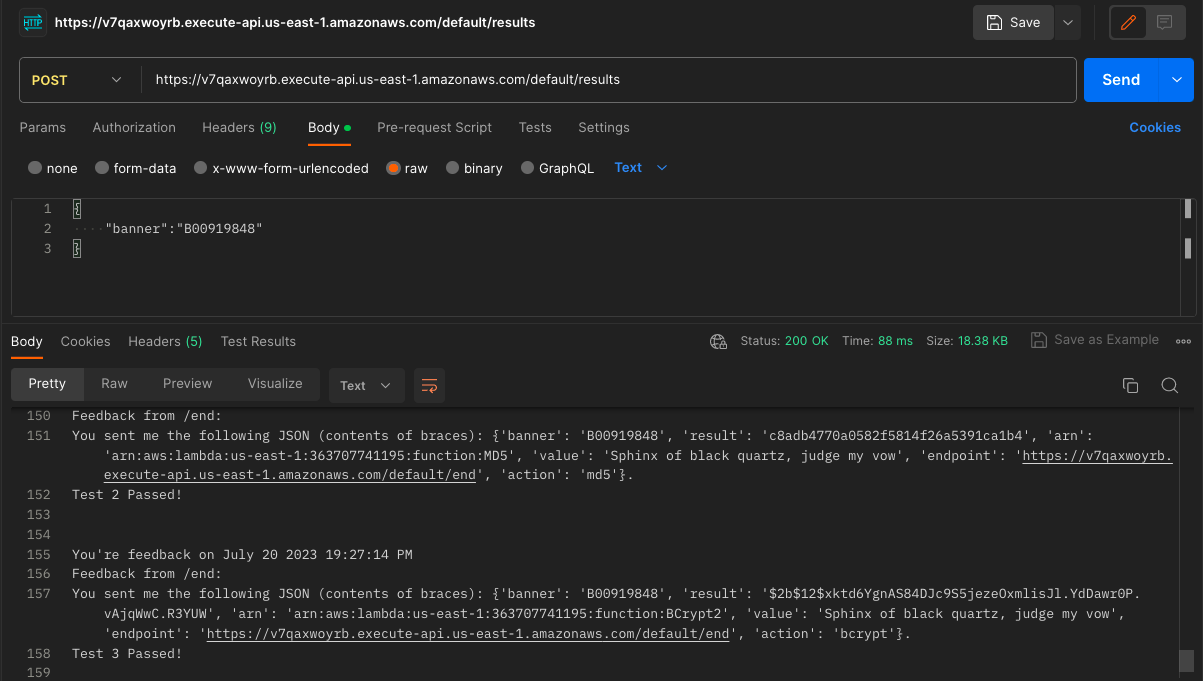 HTTP https://v7qaxwoyrb.execute-api.us-east-1.amazonaws.com/default/results Save
POST https://v7qaxwoyrb.execute-api.us-east-1.amazonaws.com/default/results Send
Params Authorization Headers (9) Body Pre-request Script Tests Settings Cookies
none form-data x-www-form-urlencoded raw binary GraphQL Text
1 {
2 ····"banner":"B00919848"
3 }
Body Cookies Headers (5) Test Results Status: 200 OK Time: 88 ms Size: 18.38 KB Save as Example
Pretty Raw Preview Visualize Text
150 Feedback from /end:
151 You sent me the following JSON (contents of braces): {'banner': 'B00919848', 'result': 'c8adb4770a0582f5814f26a5391ca1b4', 'arn':
'arn:aws:lambda:us-east-1:363707741195:function:MD5', 'value': 'Sphinx of black quartz, judge my vow', 'endpoint': 'https://v7qaxwoyrb.
execute-api.us-east-1.amazonaws.com/default/end', 'action': 'md5'}.
152 Test 2 Passed!
153
154
155 You're feedback on July 20 2023 19:27:14 PM
156 Feedback from /end:
157 You sent me the following JSON (contents of braces): {'banner': 'B00919848', 'result': '$2b$12$xktd6YgnAS84DJc9S5jezeOxmlisJl.YdDawr0P.
vAjqWwC.R3YUW', 'arn': 'arn:aws:lambda:us-east-1:363707741195:function:BCrypt2', 'value': 'Sphinx of black quartz, judge my vow',
'endpoint': 'https://v7qaxwoyrb.execute-api.us-east-1.amazonaws.com/default/end', 'action': 'bcrypt'}.
158 Test 3 Passed!
159